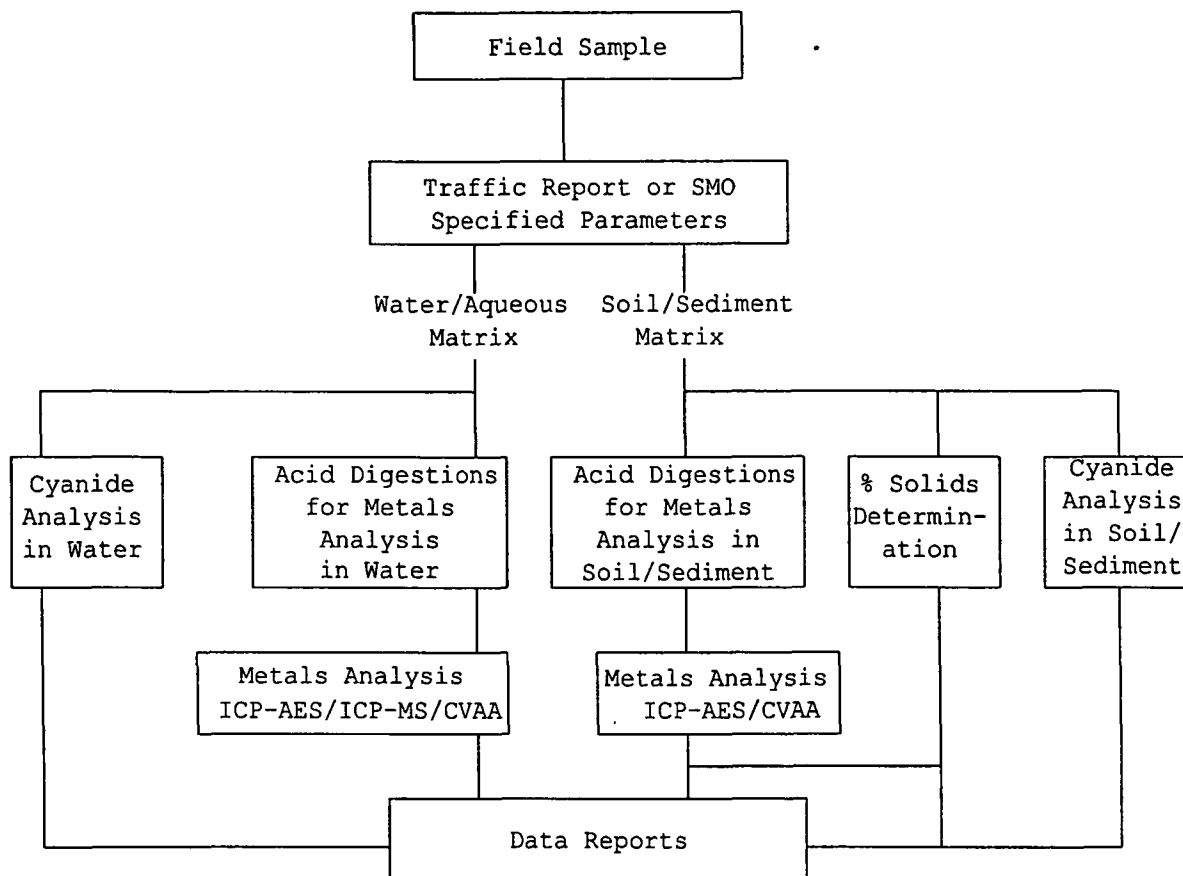 Field Sample
Traffic Report or SMO
Specified Parameters
Water/Aqueous
Matrix
Soil/Sediment
Matrix
Cyanide
Analysis
in Water
Acid Digestions
for Metals
Analysis
in Water
Acid Digestions
for Metals
Analysis in
Soil/Sediment
% Solids
Determin-
ation
Cyanide
Analysis
in Soil/
Sediment
Metals Analysis
ICP-AES/ICP-MS/CVAA
Metals Analysis
ICP-AES/CVAA
Data Reports